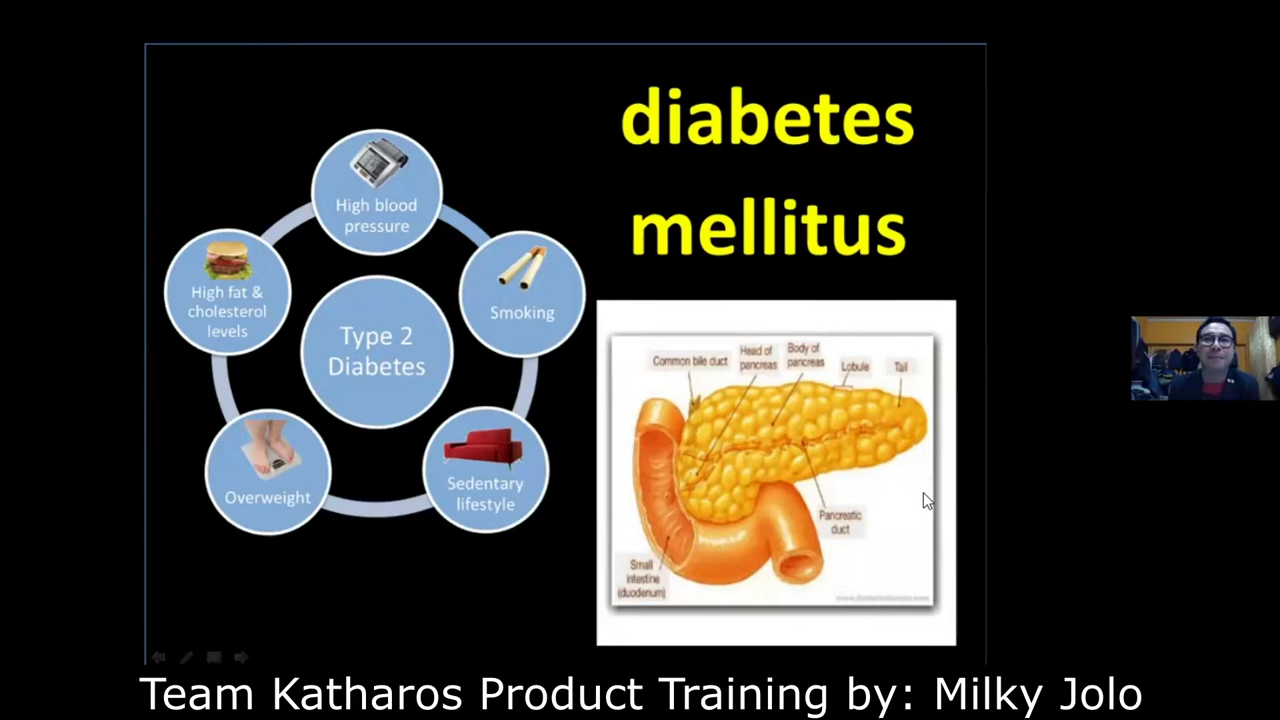 diabetes
mellitus
High blood
pressure
Smoking
Sedentary
lifestyle
Overweight
High fat &
cholesterol
levels
Type 2
Diabetes
Common bile duct
Head of
pancreas
Body of
pancreas
Lobule
Tail
Pancreatic
duct
Small
intestine
(duodenum)
Team Katharos Product Training by: Milky Jolo